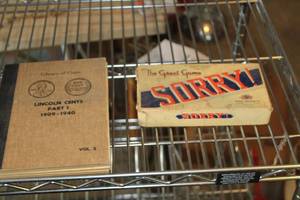 Library of Coins
LINCOLN CENTS
PART 1
1909-1940
VOL. 2
The Great Game
SORRY!
SORRY!